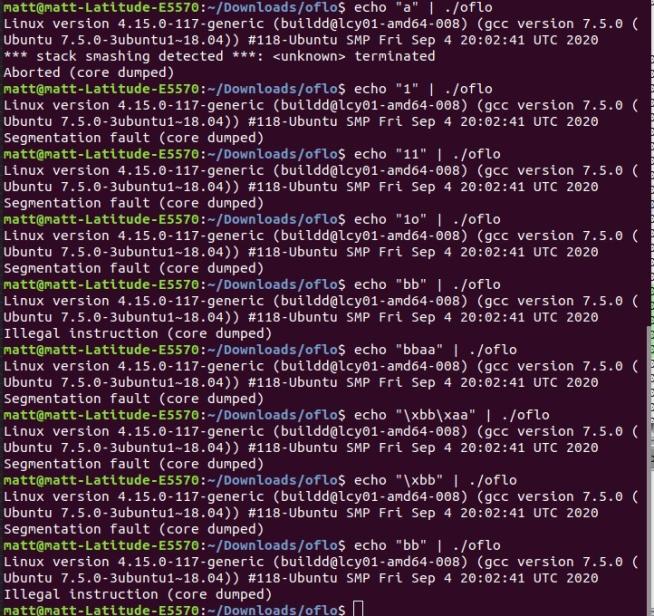 matt@matt-Latitude-E5570:~/Downloads/oflo$ echo "a" | ./oflo
Linux version 4.15.0-117-generic (buildd@lcy01-amd64-008) (gcc version 7.5.0 (
Ubuntu 7.5.0-3ubuntu1~18.04)) #118-Ubuntu SMP Fri Sep 4 20:02:41 UTC 2020
*** stack smashing detected ***: <unknown> terminated
Aborted (core dumped)
matt@matt-Latitude-E5570:~/Downloads/oflo$ echo "1" | ./oflo
Linux version 4.15.0-117-generic (buildd@lcy01-amd64-008) (gcc version 7.5.0 (
Ubuntu 7.5.0-3ubuntu1~18.04)) #118-Ubuntu SMP Fri Sep 4 20:02:41 UTC 2020
Segmentation fault (core dumped)
matt@matt-Latitude-E5570:~/Downloads/oflo$ echo "11" | ./oflo
Linux version 4.15.0-117-generic (buildd@lcy01-amd64-008) (gcc version 7.5.0 (
Ubuntu 7.5.0-3ubuntu1~18.04)) #118-Ubuntu SMP Fri Sep 4 20:02:41 UTC 2020
Segmentation fault (core dumped)
matt@matt-Latitude-E5570:~/Downloads/oflo$ echo "1o" | ./oflo
Linux version 4.15.0-117-generic (buildd@lcy01-amd64-008) (gcc version 7.5.0 (
Ubuntu 7.5.0-3ubuntu1~18.04)) #118-Ubuntu SMP Fri Sep 4 20:02:41 UTC 2020
Segmentation fault (core dumped)
matt@matt-Latitude-E5570:~/Downloads/oflo$ echo "bb" | ./oflo
Linux version 4.15.0-117-generic (buildd@lcy01-amd64-008) (gcc version 7.5.0 (
Ubuntu 7.5.0-3ubuntu1~18.04)) #118-Ubuntu SMP Fri Sep 4 20:02:41 UTC 2020
Illegal instruction (core dumped)
matt@matt-Latitude-E5570:~/Downloads/oflo$ echo "bbaa" | ./oflo
Linux version 4.15.0-117-generic (buildd@lcy01-amd64-008) (gcc version 7.5.0 (
Ubuntu 7.5.0-3ubuntu1~18.04)) #118-Ubuntu SMP Fri Sep 4 20:02:41 UTC 2020
Segmentation fault (core dumped)
matt@matt-Latitude-E5570:~/Downloads/oflo$ echo "\xbb\xaa" | ./oflo
Linux version 4.15.0-117-generic (buildd@lcy01-amd64-008) (gcc version 7.5.0 (
Ubuntu 7.5.0-3ubuntu1~18.04)) #118-Ubuntu SMP Fri Sep 4 20:02:41 UTC 2020
Segmentation fault (core dumped)
matt@matt-Latitude-E5570:~/Downloads/oflo$ echo "\xbb" | ./oflo
Linux version 4.15.0-117-generic (buildd@lcy01-amd64-008) (gcc version 7.5.0 (
Ubuntu 7.5.0-3ubuntu1~18.04)) #118-Ubuntu SMP Fri Sep 4 20:02:41 UTC 2020
Segmentation fault (core dumped)
matt@matt-Latitude-E5570:~/Downloads/oflo$ echo "bb" | ./oflo
Linux version 4.15.0-117-generic (buildd@lcy01-amd64-008) (gcc version 7.5.0 (
Ubuntu 7.5.0-3ubuntu1~18.04)) #118-Ubuntu SMP Fri Sep 4 20:02:41 UTC 2020
Illegal instruction (core dumped)
matt@matt-Latitude-E5570:~/Downloads/oflo$